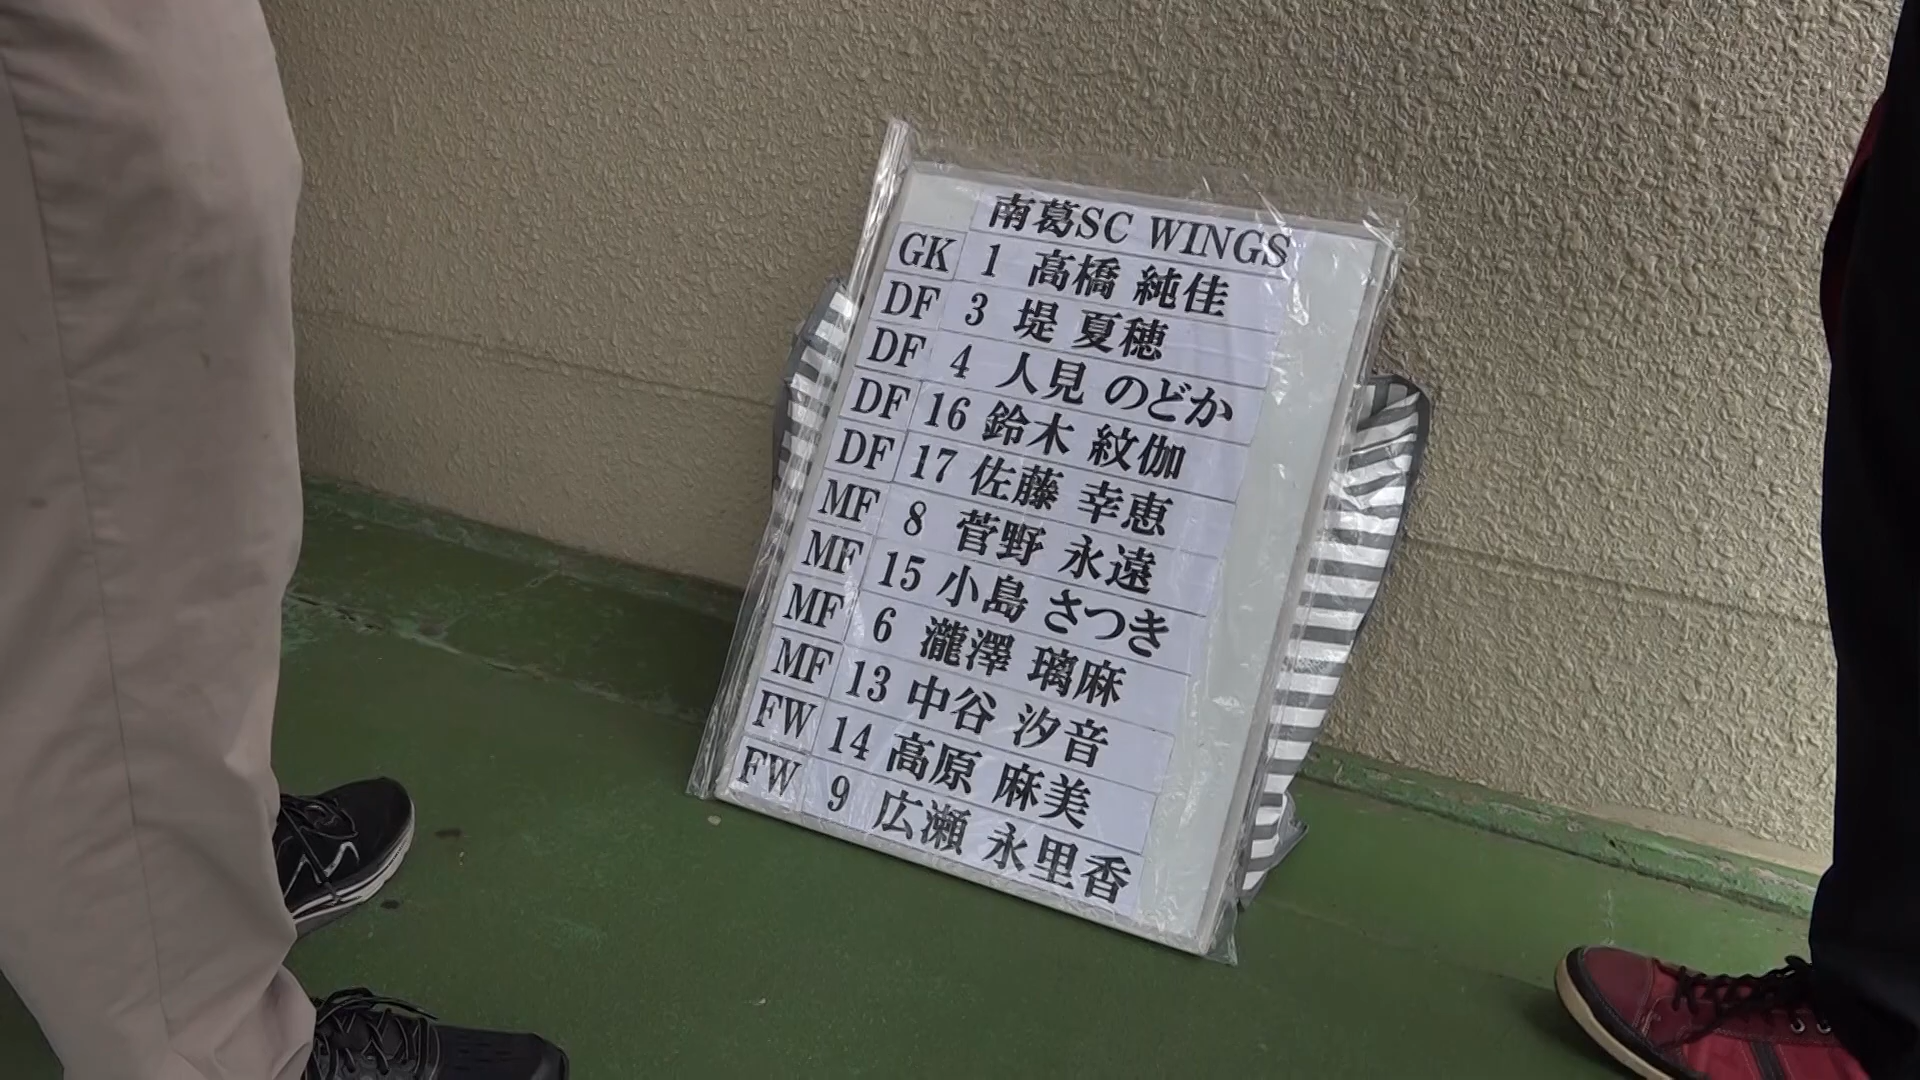 南葛SC WINGS
GK 1 高橋 純佳
DF 3 堤 夏穂
DF 4 人見 のどか
DF 16 鈴木 紋伽
DF 17 佐藤 幸恵
MF 8 菅野 永遠
MF 15 小島 さつき
MF 6 瀧澤 璃麻
MF 13 中谷 汐音
FW 14 高原 麻美
FW 9 広瀬 永里香